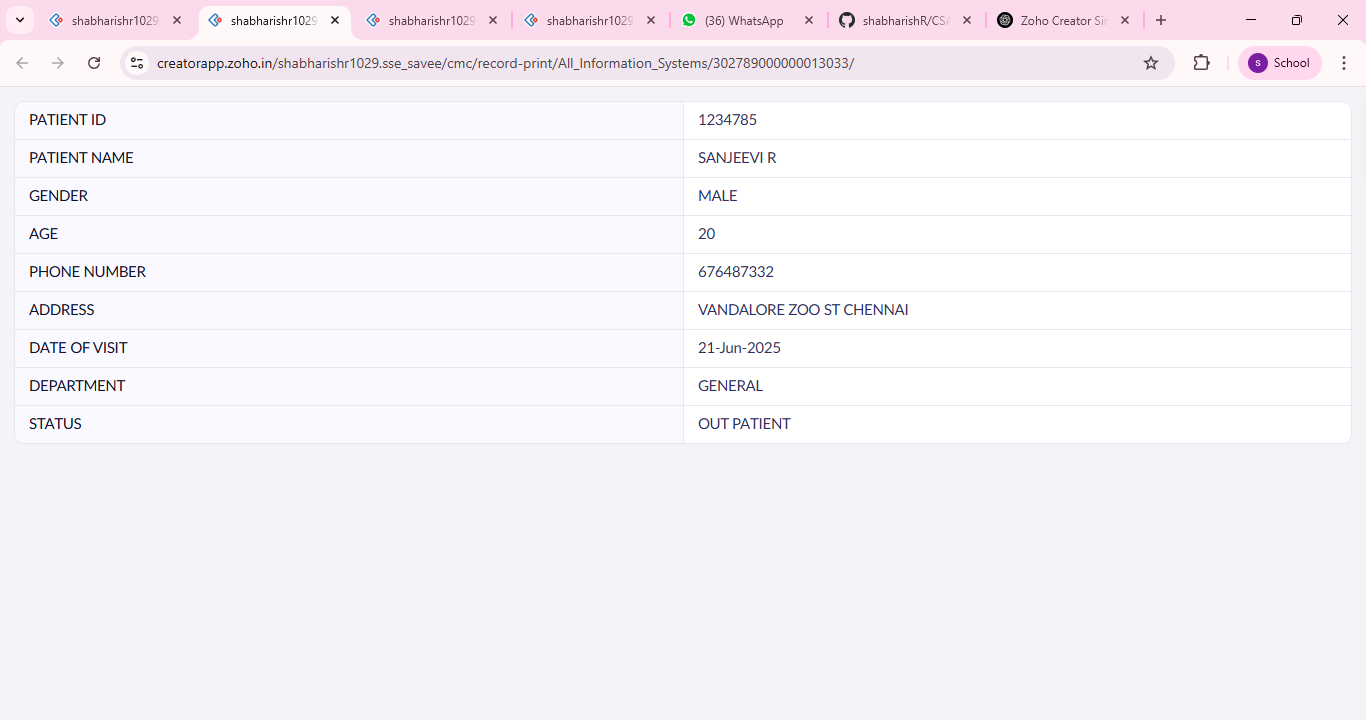 shabharishr1029 shabharishr1029 shabharishr1029 shabharishr1029 (36) WhatsApp shabharishR/CSA Zoho Creator Sin
creatorapp.zoho.in/shabharishr1029.sse_savee/cmc/record-print/All_Information_Systems/302789000000013033/ S School
PATIENT ID 1234785
PATIENT NAME SANJEEVI R
GENDER MALE
AGE 20
PHONE NUMBER 676487332
ADDRESS VANDALORE ZOO ST CHENNAI
DATE OF VISIT 21-Jun-2025
DEPARTMENT GENERAL
STATUS OUT PATIENT